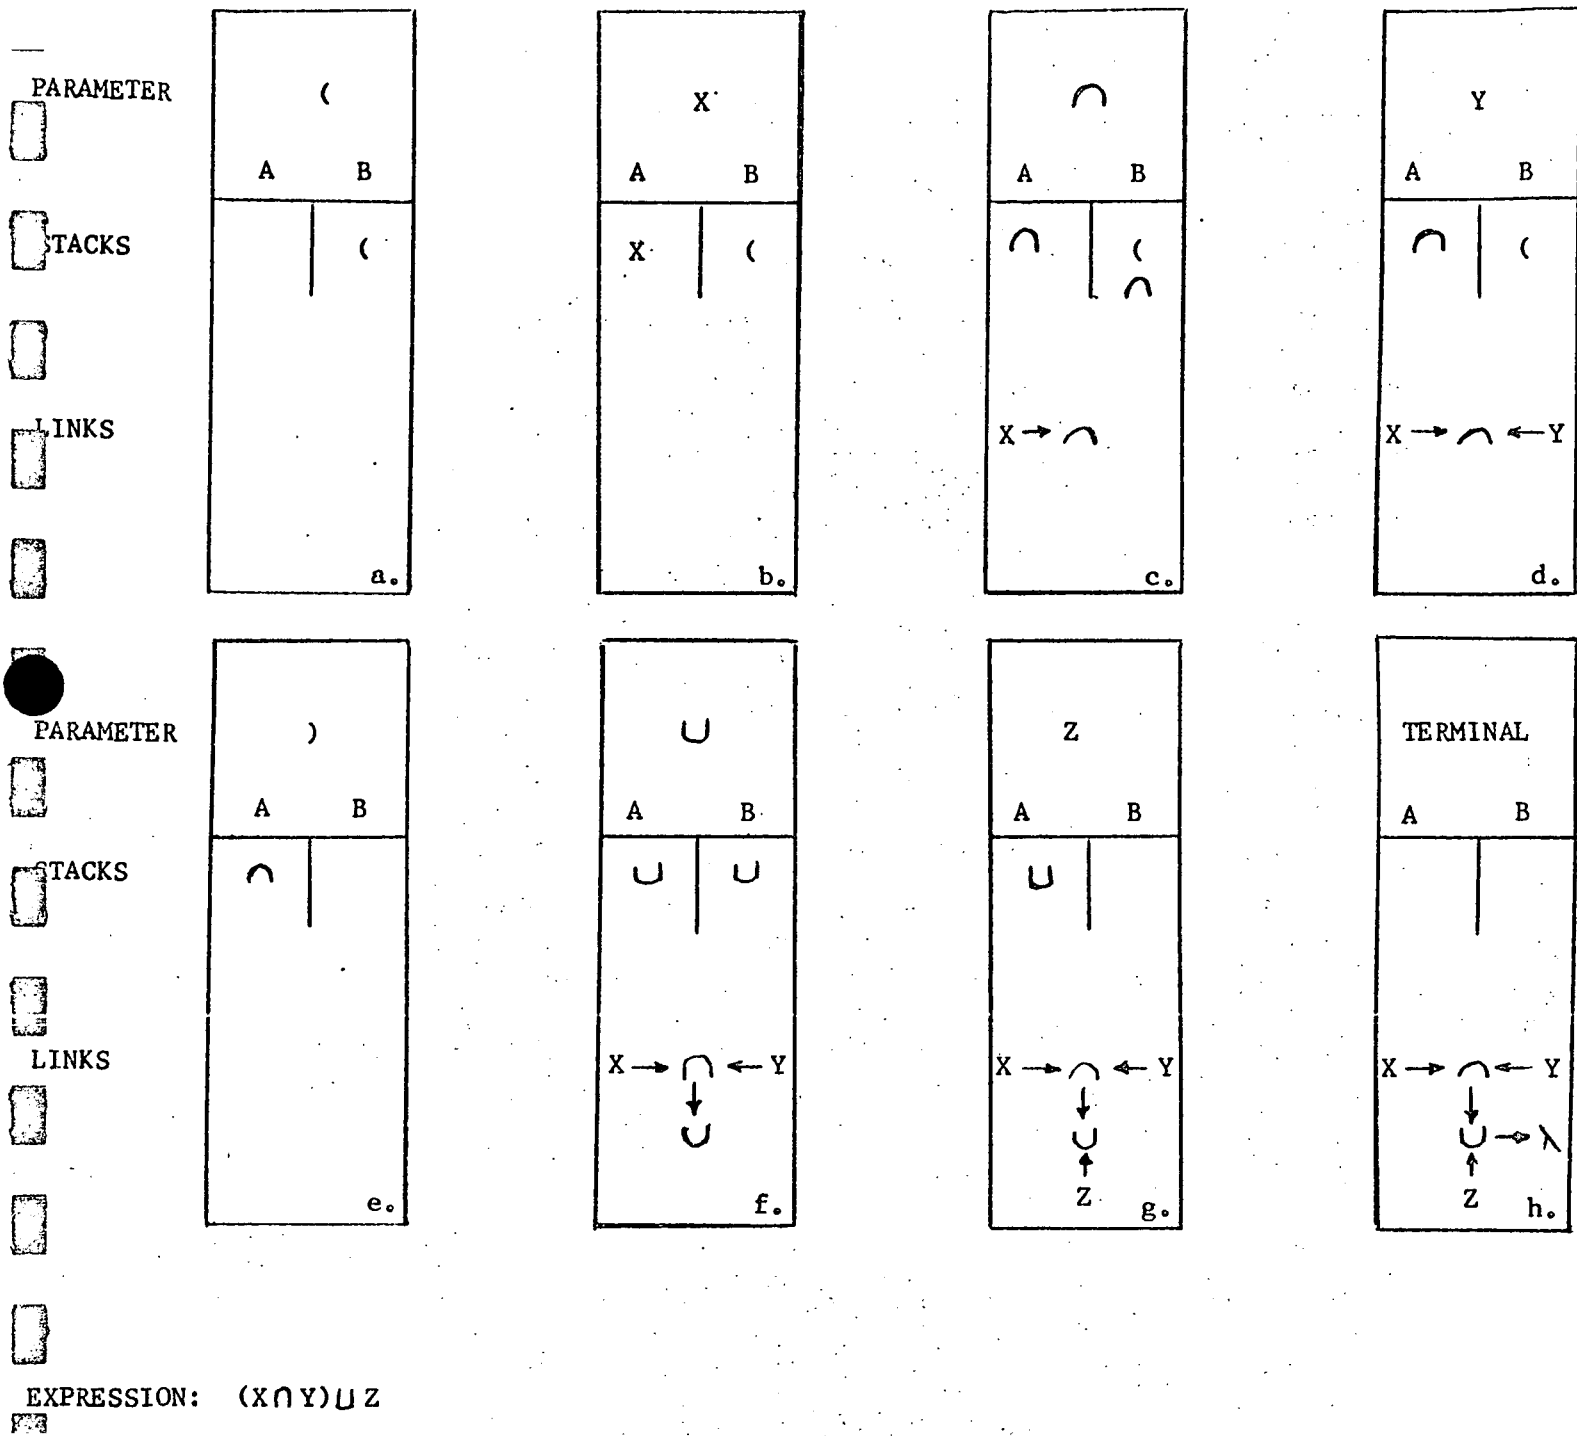 PARAMETER ( X ∩ Y
A B A B A B A B
STACKS ( X ( ∩ ( ∩ (
∩
LINKS X → ∩ X → ∩ ← Y
a. b. c. d.
PARAMETER ) ∪ Z TERMINAL
A B A B A B A B
STACKS ∩ ∪ ∪ ∪
LINKS X → ∩ ← Y X → ∩ ← Y X → ∩ ← Y
↓ ↓ ↓
∪ ∪ ∪ → λ
↑ ↑
Z Z
e. f. g. h.
EXPRESSION: (X∩Y)∪Z